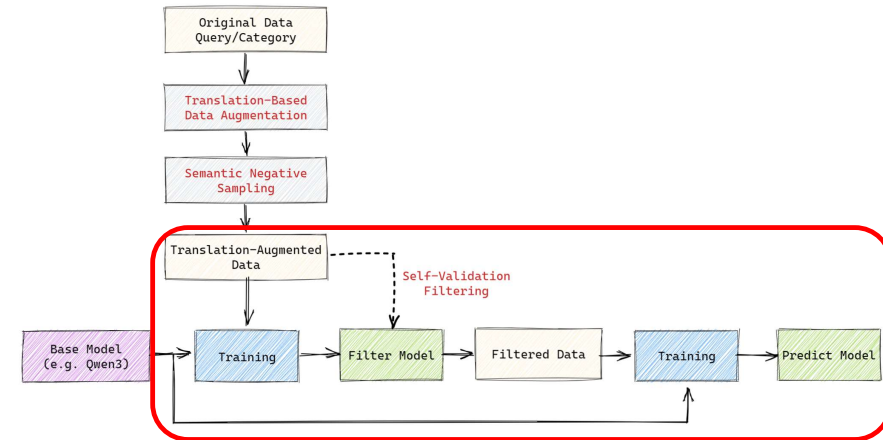 Original Data
Query/Category
Translation-Based
Data Augmentation
Semantic Negative
Sampling
Translation-Augmented
Data
Self-Validation
Filtering
Base Model
(e.g. Qwen3)
Training
Filter Model
Filtered Data
Training
Predict Model